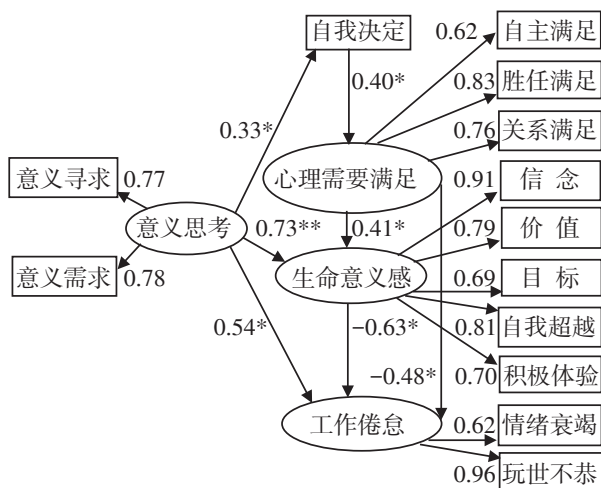 自我决定
0.62
自主满足
0.40*
0.83
胜任满足
0.33*
0.76
关系满足
意义寻求
0.77
心理需要满足
0.91
信 念
意义思考
0.73**
0.41*
0.79
价 值
意义需求
0.78
生命意义感
0.69
目 标
0.54*
−0.63*
0.81
自我超越
−0.48*
0.70
积极体验
工作倦怠
0.62
情绪衰竭
0.96
玩世不恭